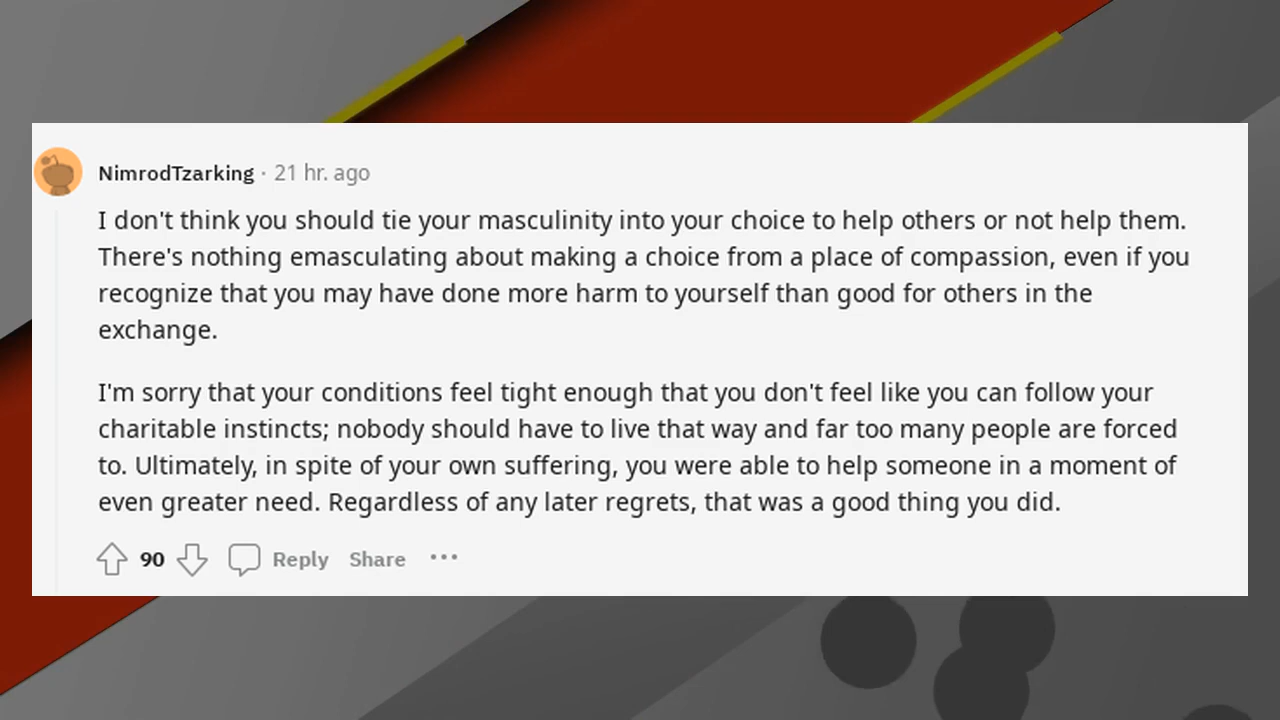 NimrodTzarking · 21 hr. ago
I don't think you should tie your masculinity into your choice to help others or not help them.
There's nothing emasculating about making a choice from a place of compassion, even if you
recognize that you may have done more harm to yourself than good for others in the
exchange.
I'm sorry that your conditions feel tight enough that you don't feel like you can follow your
charitable instincts; nobody should have to live that way and far too many people are forced
to. Ultimately, in spite of your own suffering, you were able to help someone in a moment of
even greater need. Regardless of any later regrets, that was a good thing you did.
90 Reply Share •••